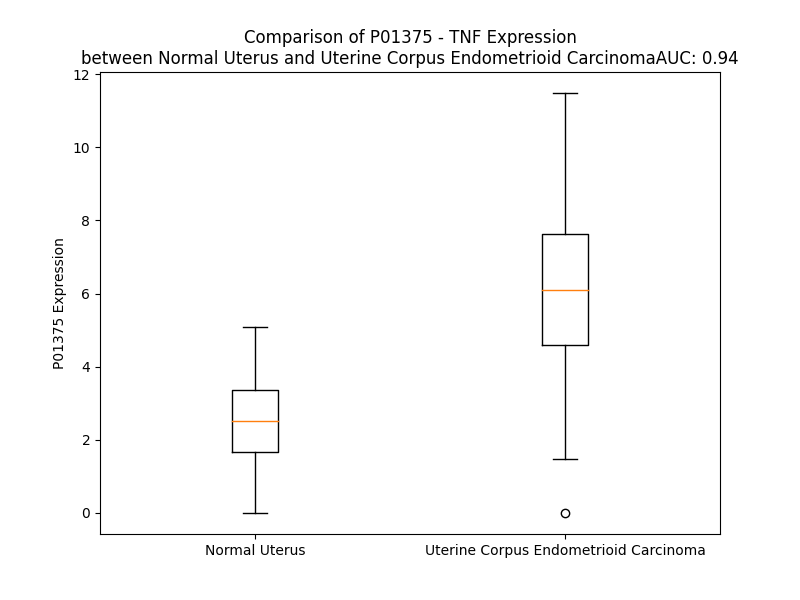 Comparison of P01375 - TNF Expression
between Normal Uterus and Uterine Corpus Endometrioid CarcinomaAUC: 0.94
12
10
8
6
4
2
0
P01375 Expression
Normal Uterus
Uterine Corpus Endometrioid Carcinoma